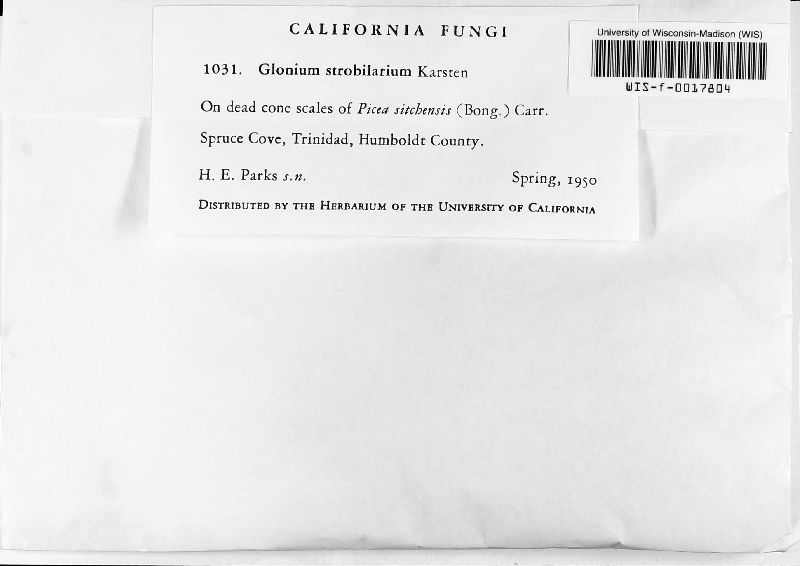 CALIFORNIA FUNGI
University of Wisconsin-Madison (WIS)
WIS-f-0017804
1031. Glonium strobilarium Karsten
On dead cone scales of Picea sitchensis (Bong.) Carr.
Spruce Cove, Trinidad, Humboldt County.
H. E. Parks s.n. Spring, 1950
Distributed by the Herbarium of the University of California